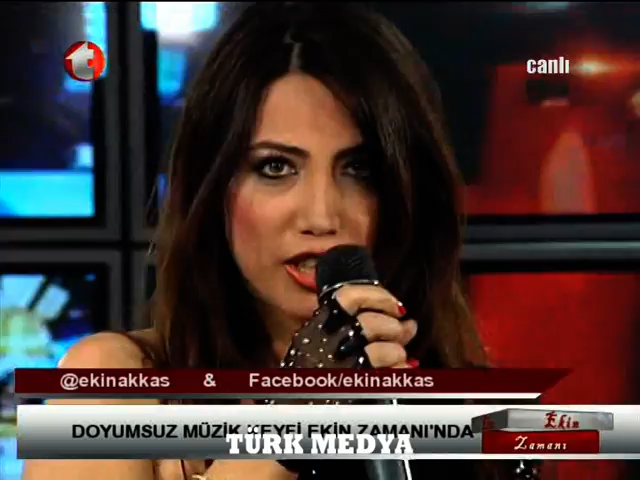 t
canlı
@ekinakkas & Facebook/ekinakkas
DOYUMSUZ MÜZİK KEYFİ EKİN ZAMANI'NDA
Ekin
Zamanı
TÜRK MEDYA